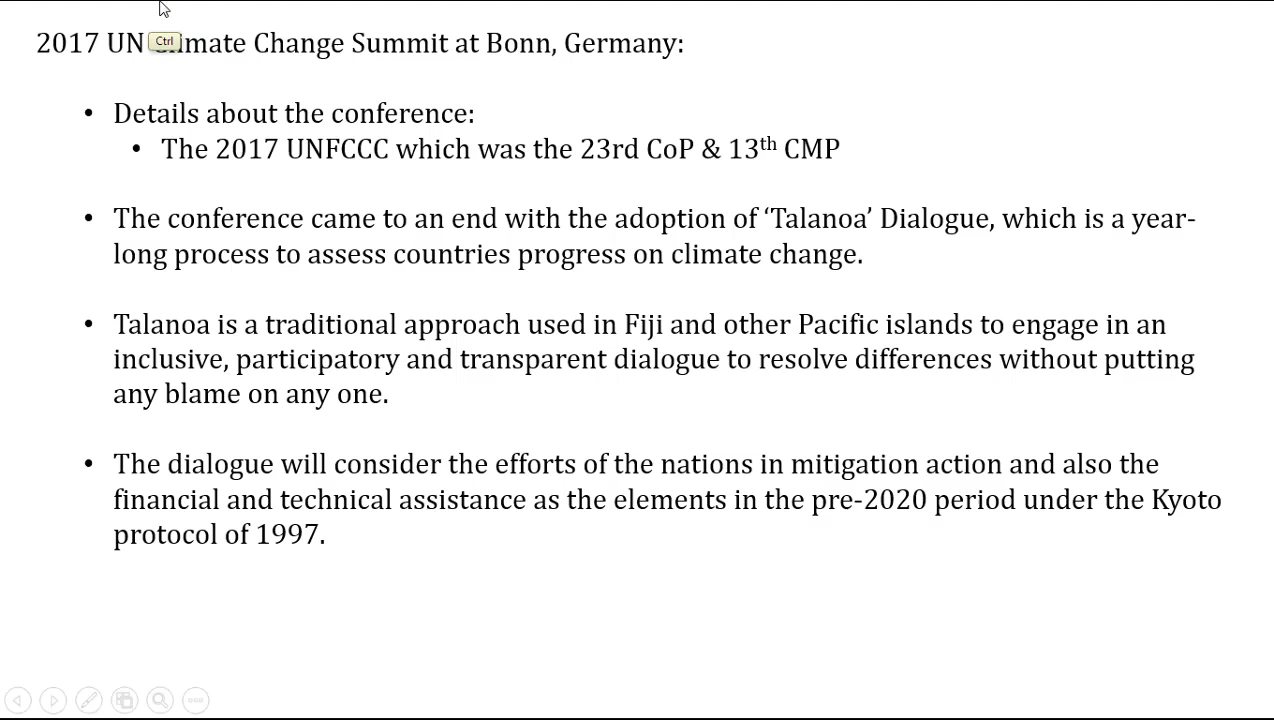 2017 UN Climate Change Summit at Bonn, Germany:
Ctrl
• Details about the conference:
• The 2017 UNFCCC which was the 23rd CoP & 13th CMP
• The conference came to an end with the adoption of ‘Talanoa’ Dialogue, which is a year-
long process to assess countries progress on climate change.
• Talanoa is a traditional approach used in Fiji and other Pacific islands to engage in an
inclusive, participatory and transparent dialogue to resolve differences without putting
any blame on any one.
• The dialogue will consider the efforts of the nations in mitigation action and also the
financial and technical assistance as the elements in the pre-2020 period under the Kyoto
protocol of 1997.